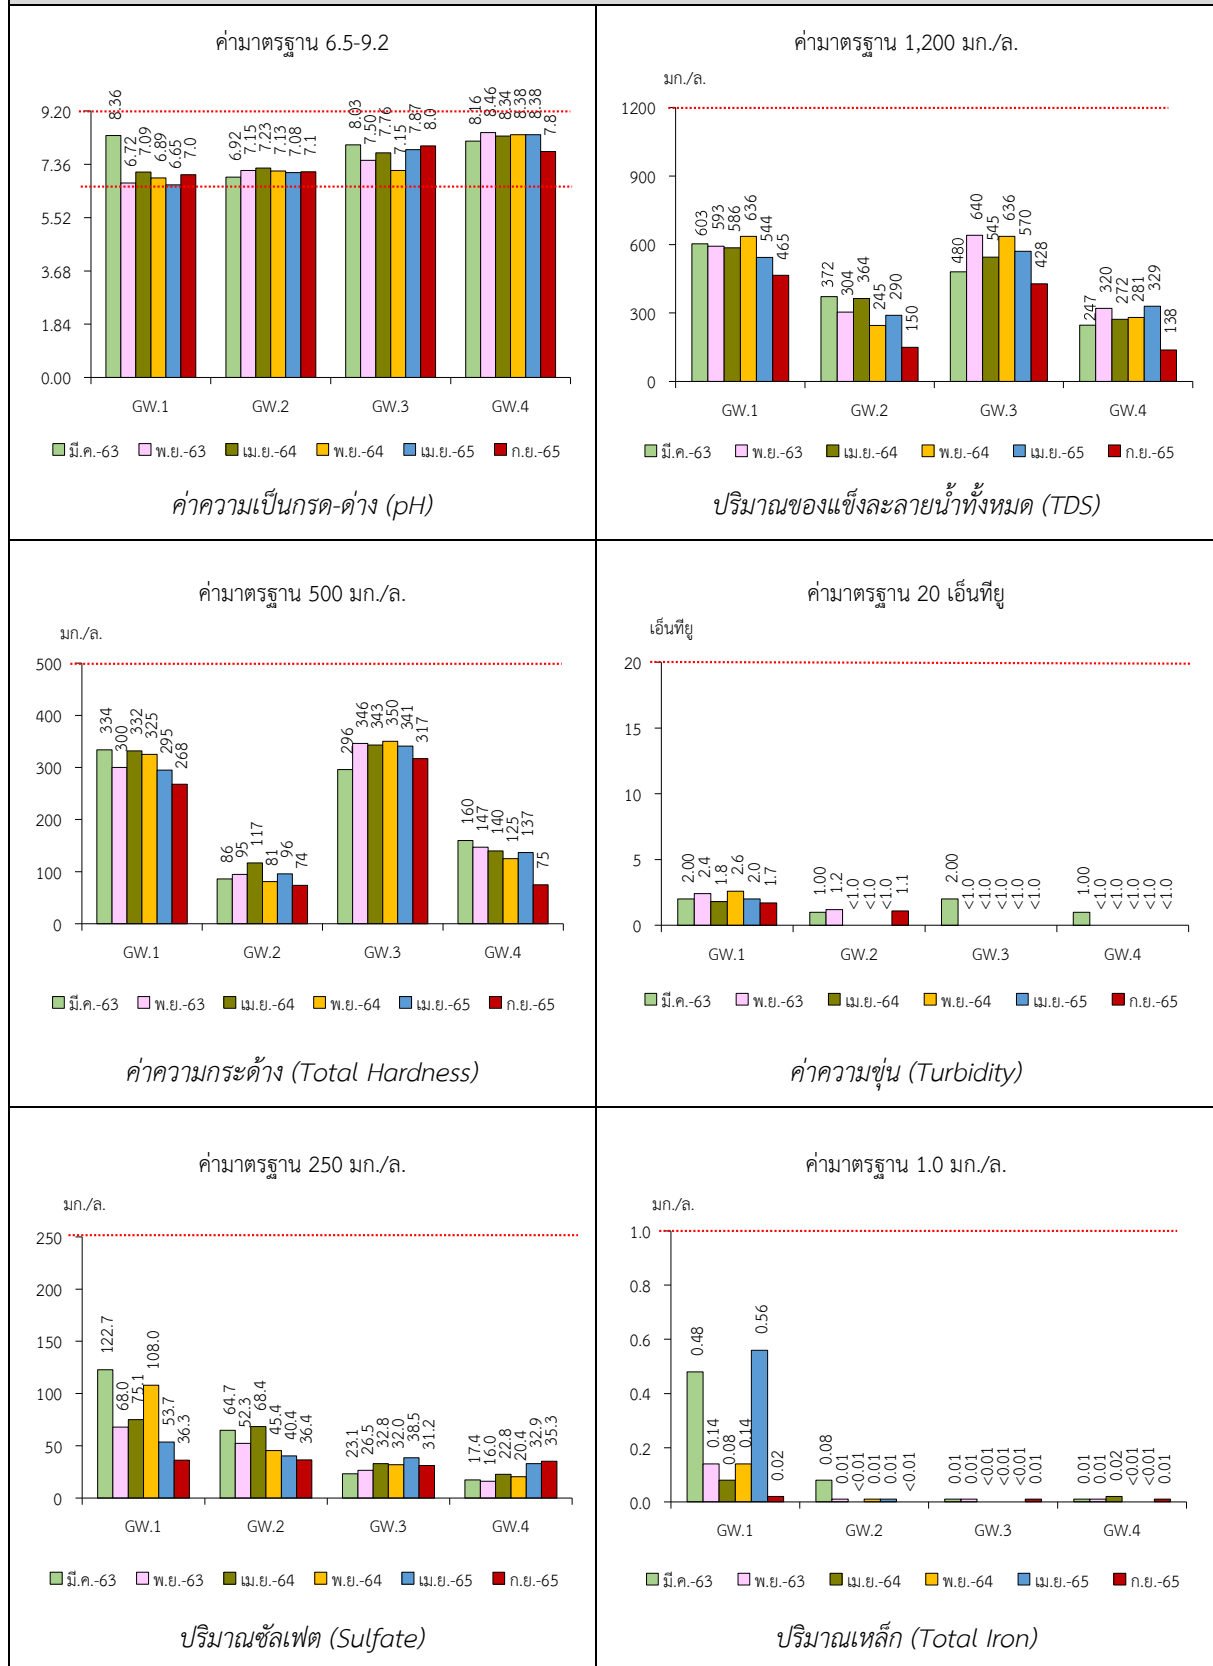 ค่ามาตรฐาน 6.5-9.2
9.20
7.36
5.52
3.68
1.84
0.00
8.36 6.72 7.09 6.89 6.65 7.0
6.92 7.15 7.23 7.13 7.08 7.1
8.03 7.50 7.76 7.15 7.87 8.0
8.16 8.46 8.34 8.38 8.38 7.8
GW.1 GW.2 GW.3 GW.4
มี.ค.-63 พ.ย.-63 เม.ย.-64 พ.ย.-64 เม.ย.-65 ก.ย.-65
ค่าความเป็นกรด-ด่าง (pH)
ค่ามาตรฐาน 1,200 มก./ล.
มก./ล.
1200
900
600
300
0
603 593 586 636 544 465
372 304 364 245 290 150
480 640 545 636 570 428
247 320 272 281 329 138
GW.1 GW.2 GW.3 GW.4
มี.ค.-63 พ.ย.-63 เม.ย.-64 พ.ย.-64 เม.ย.-65 ก.ย.-65
ปริมาณของแข็งละลายน้ำทั้งหมด (TDS)
ค่ามาตรฐาน 500 มก./ล.
มก./ล.
500
400
300
200
100
0
334 300 332 325 295 268
86 95 117 81 96 74
296 346 343 350 341 317
160 147 140 125 137 75
GW.1 GW.2 GW.3 GW.4
มี.ค.-63 พ.ย.-63 เม.ย.-64 พ.ย.-64 เม.ย.-65 ก.ย.-65
ค่าความกระด้าง (Total Hardness)
ค่ามาตรฐาน 20 เอ็นทียู
เอ็นทียู
20
15
10
5
0
2.00 2.4 1.8 2.6 2.0 1.7
1.00 1.2 <1.0 <1.0 <1.0 1.1
2.00 <1.0 <1.0 <1.0 <1.0 <1.0
1.00 <1.0 <1.0 <1.0 <1.0 <1.0
GW.1 GW.2 GW.3 GW.4
มี.ค.-63 พ.ย.-63 เม.ย.-64 พ.ย.-64 เม.ย.-65 ก.ย.-65
ค่าความขุ่น (Turbidity)
ค่ามาตรฐาน 250 มก./ล.
มก./ล.
250
200
150
100
50
0
122.7 68.0 75.1 108.0 53.7 36.3
64.7 52.3 68.4 45.4 40.4 36.4
23.1 26.5 32.8 32.0 38.5 31.2
17.4 16.0 22.8 20.4 32.9 35.3
GW.1 GW.2 GW.3 GW.4
มี.ค.-63 พ.ย.-63 เม.ย.-64 พ.ย.-64 เม.ย.-65 ก.ย.-65
ปริมาณซัลเฟต (Sulfate)
ค่ามาตรฐาน 1.0 มก./ล.
มก./ล.
1.0
0.8
0.6
0.4
0.2
0.0
0.48 0.14 0.08 0.14 0.56 0.02
0.08 0.01 <0.01 0.01 0.01 <0.01
0.01 0.01 <0.01 <0.01 <0.01 0.01
0.01 0.01 0.02 <0.01 <0.01 0.01
GW.1 GW.2 GW.3 GW.4
มี.ค.-63 พ.ย.-63 เม.ย.-64 พ.ย.-64 เม.ย.-65 ก.ย.-65
ปริมาณเหล็ก (Total Iron)